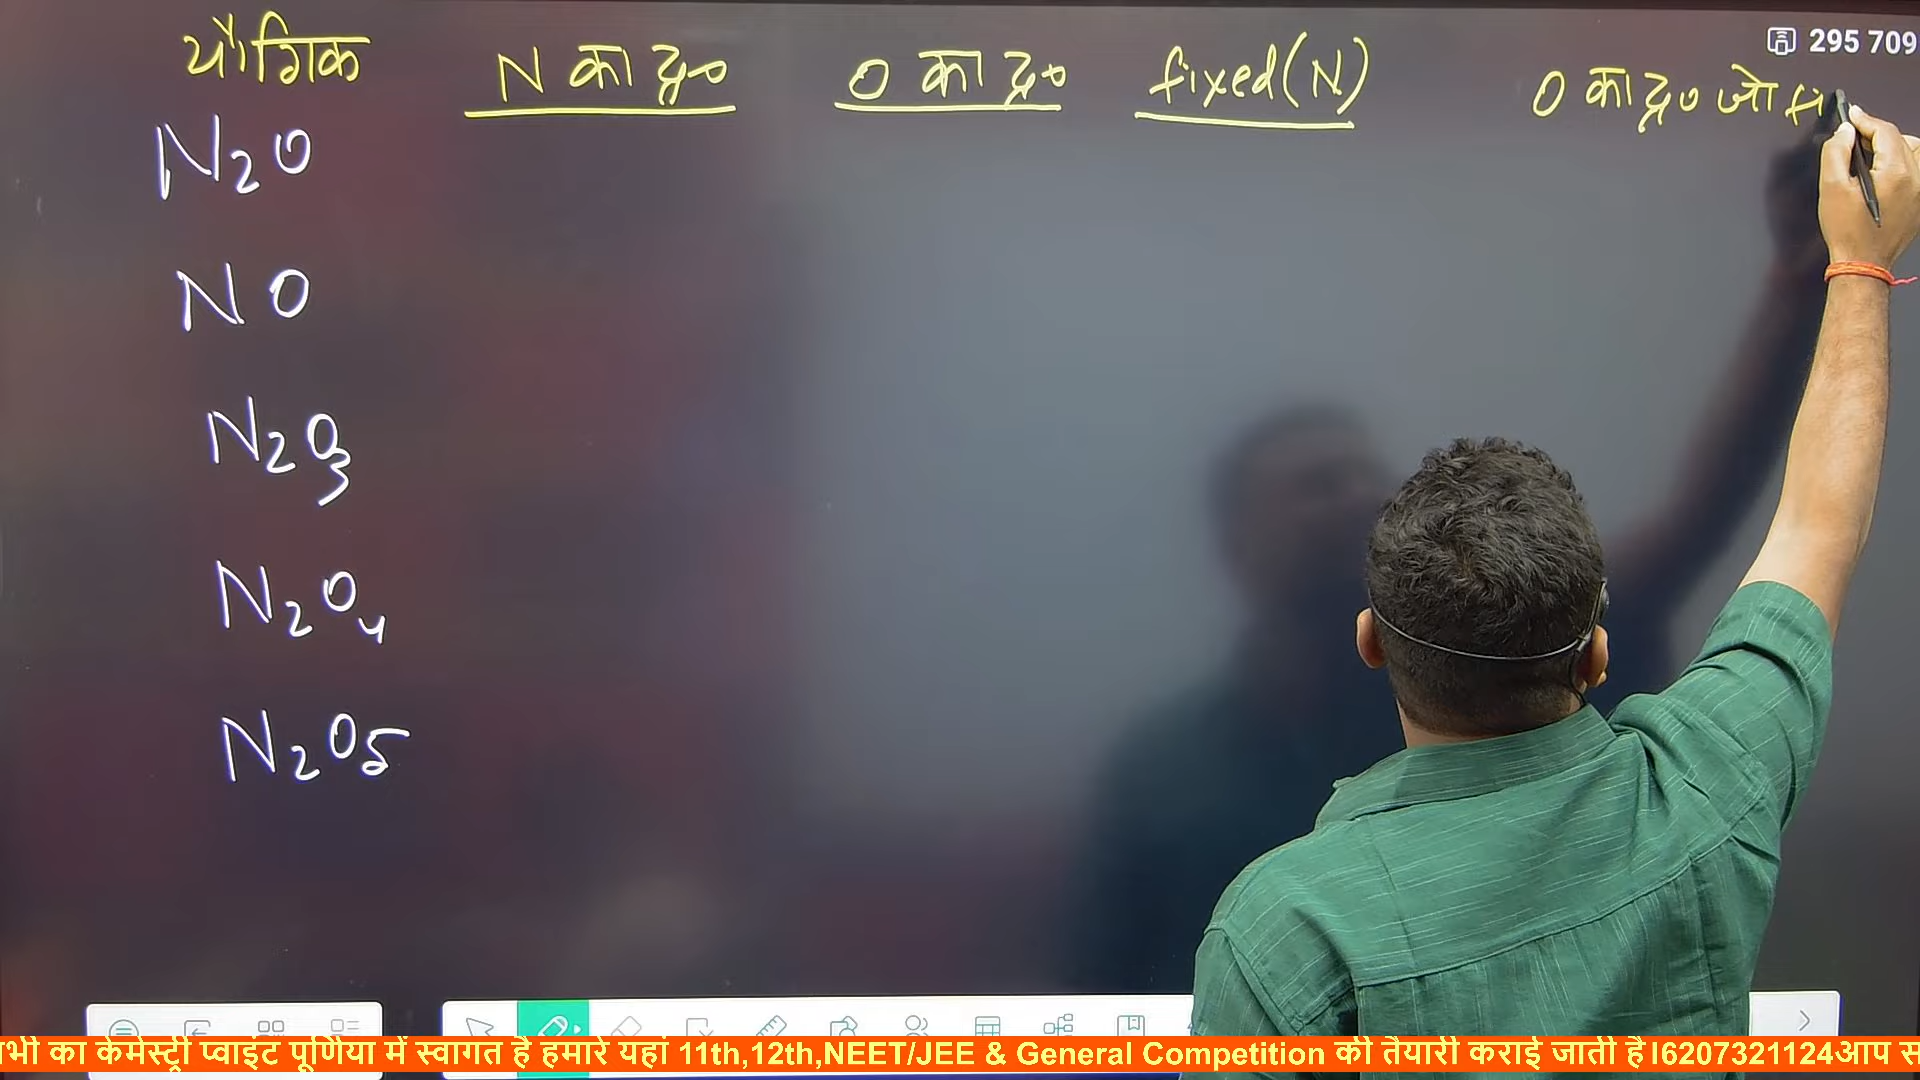 यौगिक N का द्र० O का द्र० fixed(N) O का द्र० जो fi
295 709
N₂O
NO
N₂O₃
N₂O₄
N₂O₅
भी का केमेस्ट्री प्वाइंट पूर्णिया में स्वागत है हमारे यहां 11th,12th,NEET/JEE & General Competition की तैयारी कराई जाती है।6207321124आप स